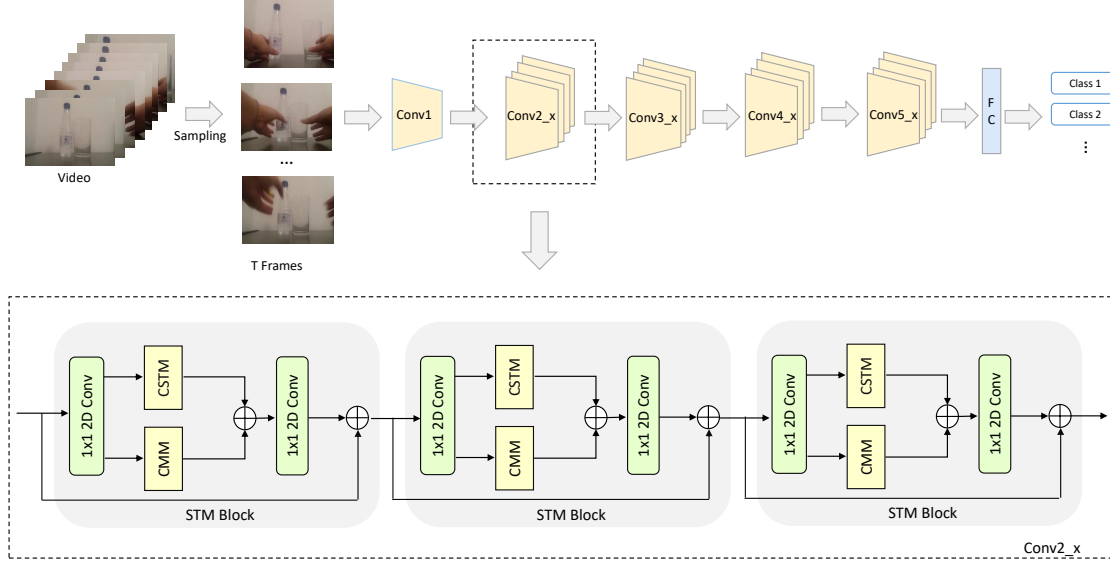 Video
Sampling
...
T Frames
Conv1
Conv2_x
Conv3_x
Conv4_x
Conv5_x
F
C
Class 1
Class 2
⋮
1x1 2D Conv
CSTM
CMM
1x1 2D Conv
STM Block
1x1 2D Conv
CSTM
CMM
1x1 2D Conv
STM Block
1x1 2D Conv
CSTM
CMM
1x1 2D Conv
STM Block
Conv2_x